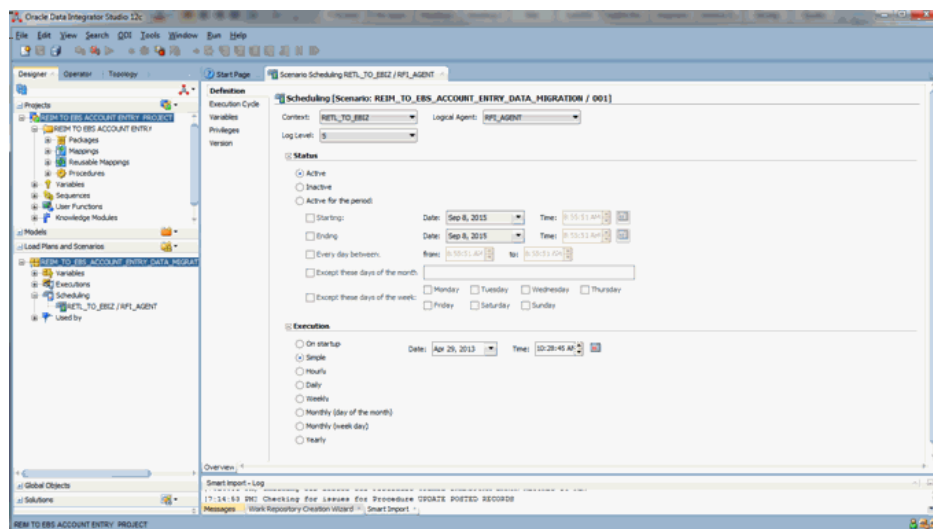 Oracle Data Integrator Studio 12c
File Edit View Search ODI Tools Window Run Help
Designer Operator Topology
Start Page
Scenario Scheduling RETL_TO_EBIZ / RFI_AGENT
Projects
REIM TO EBS ACCOUNT ENTRY PROJECT
REIM TO EBS ACCOUNT ENTRY
Packages
Mappings
Reusable Mappings
Procedures
Variables
Sequences
User Functions
Knowledge Modules
Models
Load Plans and Scenarios
REIM_TO_EBS_ACCOUNT_ENTRY_DATA_MIGRAT
Variables
Executions
Scheduling
RETL_TO_EBIZ / RFI_AGENT
Used by
Global Objects
Solutions
Definition
Execution Cycle
Variables
Privileges
Version
Scheduling [Scenario: REIM_TO_EBS_ACCOUNT_ENTRY_DATA_MIGRATION / 001]
Context: RETL_TO_EBIZ Logical Agent: RFI_AGENT
Log Level: 5
Status
Active
Inactive
Active for the period:
Starting: Date: Sep 8, 2015 Time:
Ending Date: Sep 8, 2015 Time:
Every day between: from: to:
Except these days of the month
Except these days of the week: Monday Tuesday Wednesday Thursday
Friday Saturday Sunday
Execution
On startup Date: Apr 29, 2013 Time: 10:28:45 AM
Simple
Hourly
Daily
Weekly
Monthly (day of the month)
Monthly (week day)
Yearly
Overview
Smart Import - Log
Checking for issues for Procedure UPDATE POSTED RECORDS
Messages Work Repository Creation Wizard Smart Import
REIM TO EBS ACCOUNT ENTRY PROJECT